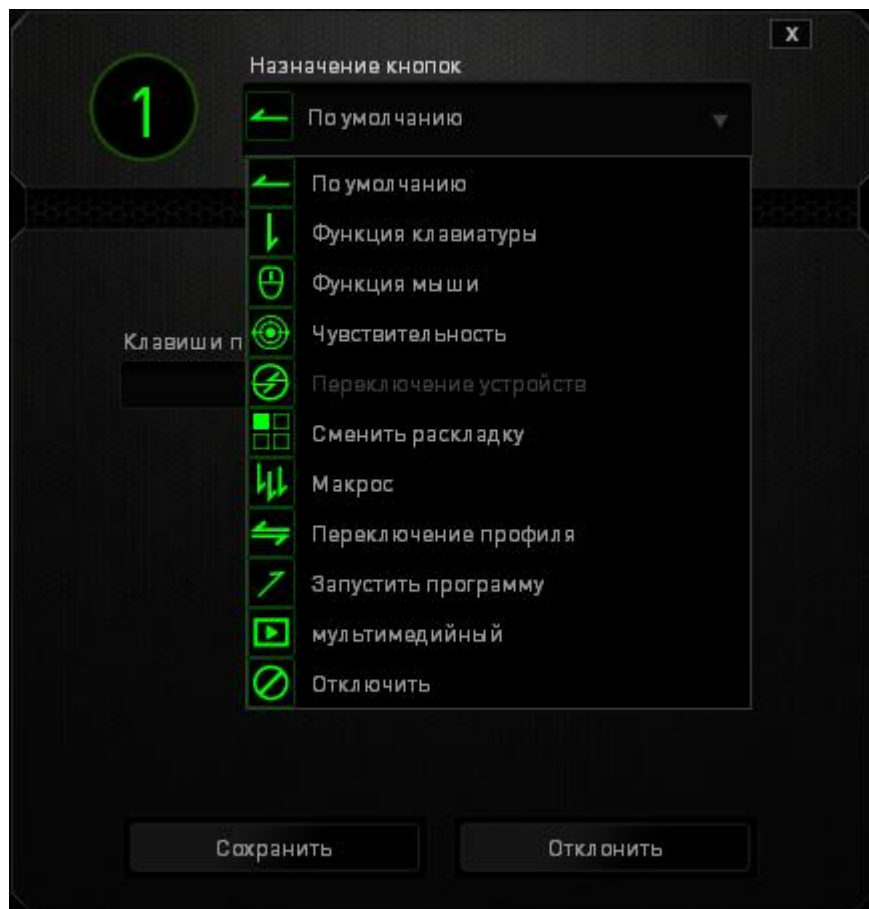 X
Назначение кнопок
1
По умолчанию
По умолчанию
Функция клавиатуры
Функция мыши
Чувствительность
Клавиши п
Переключение устройств
Сменить раскладку
Макрос
Переключение профиля
Запустить программу
мультимедийный
Отключить
Сохранить
Отклонить